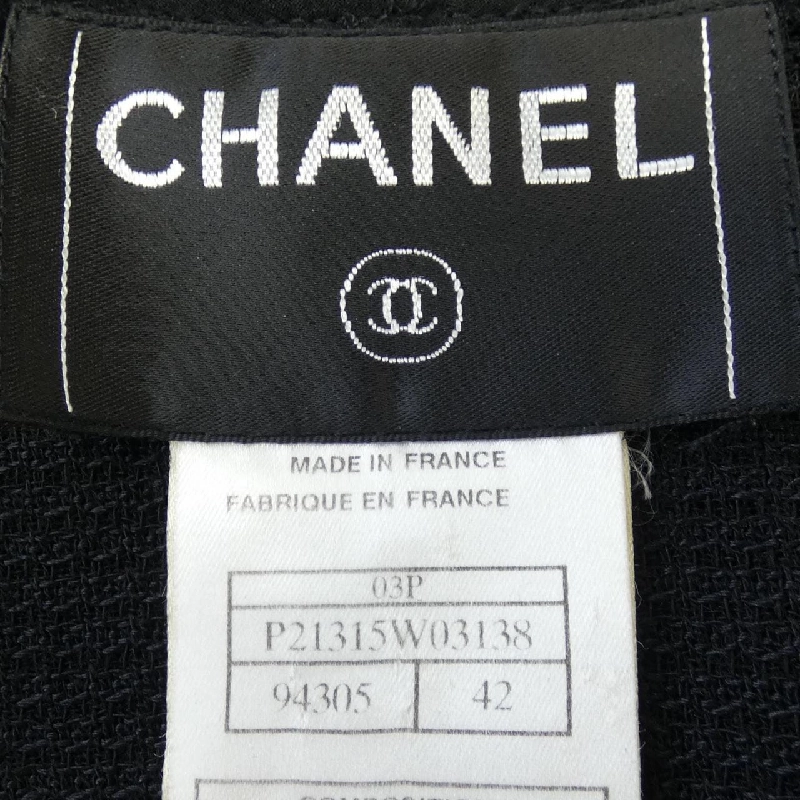 CHANEL
MADE IN FRANCE
FABRIQUE EN FRANCE
03P
P21315W03138
94305 42